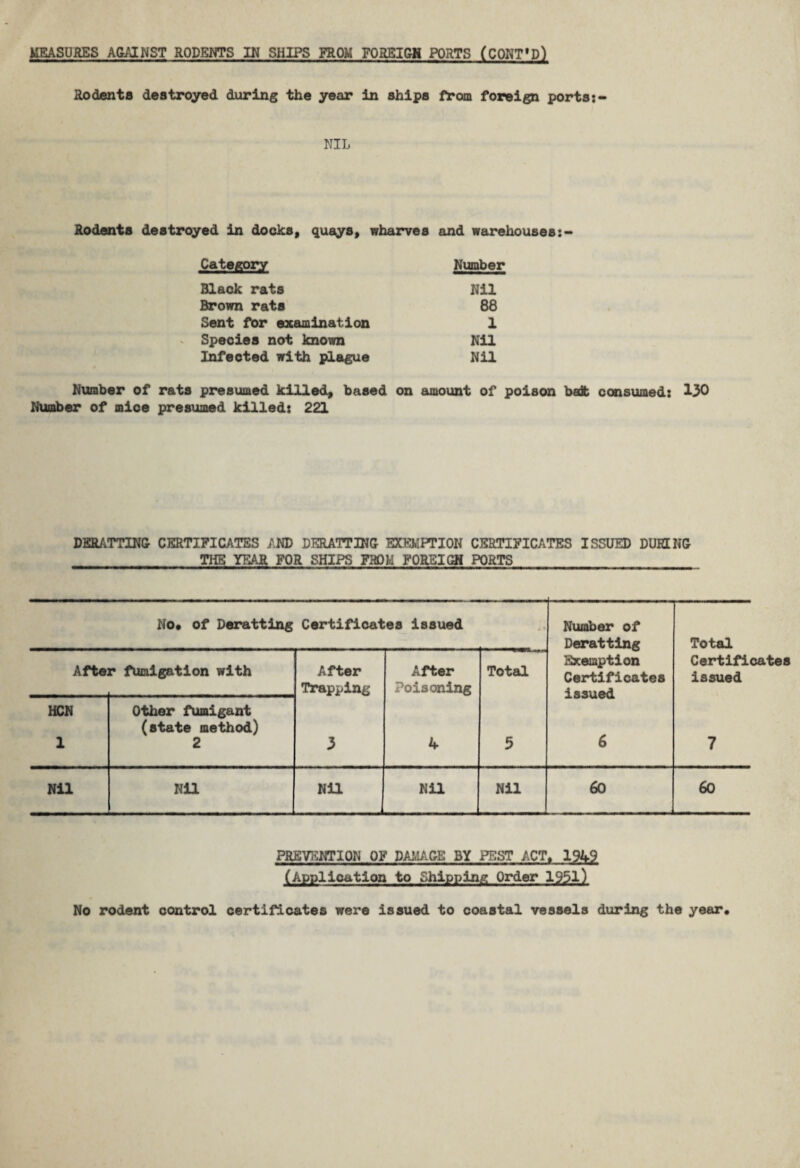 MEASURES AGAINST RODENTS IN SHIPS FROM FOREIGN PORTS (CONT'D)
Rodents destroyed during the year in ships from foreign ports:-
NIL
Rodents destroyed in docks, quays, wharves and warehouses:-
Category Number
Black rats Nil
Brown rats 88
Sent for examination 1
Species not known Nil
Infected with plague Nil
Number of rats presumed killed, based on amount of poison bait consumed: 130
Number of mice presumed killed: 221
DERATTING CERTIFICATES AND DERATTING EXEMPTION CERTIFICATES ISSUED DURING
THE YEAR FOR SHIPS FROM FOREIGN PORTS
No. of Deratting Certificates issued
Number of Deratting Exemption Certificates issued
Total Certificates issued
After fumigation with
After Trapping
After Poisoning
Total
HCN
Other fumigant (state method)
1 2 3 4 5 6 7
Nil Nil Nil Nil Nil 60 60
PREVENTION OF DAMAGE BY PEST ACT, 1949
(Application to Shipping Order 1951)
No rodent control certificates were issued to coastal vessels during the year.